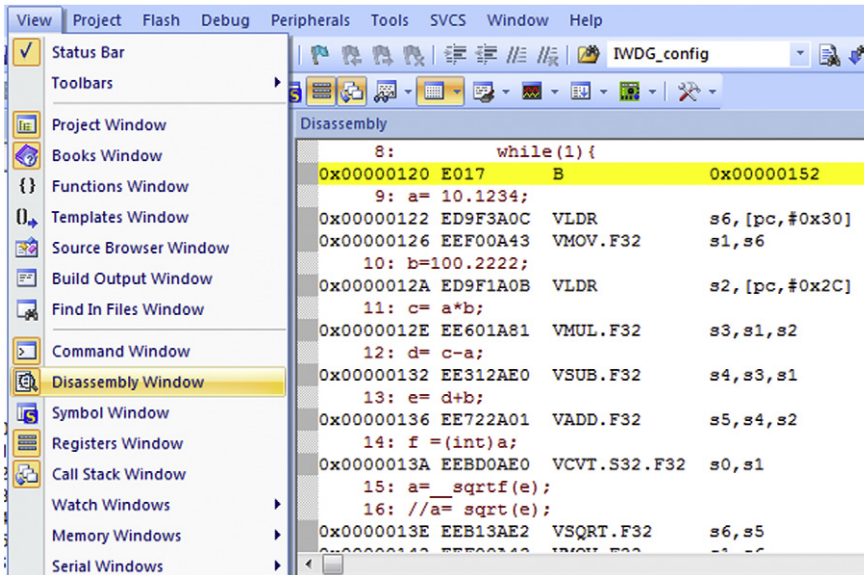 View Project Flash Debug Peripherals Tools SVCS Window Help
IWDG_config
Status Bar
Toolbars
Project Window
Books Window
Functions Window
Templates Window
Source Browser Window
Build Output Window
Find In Files Window
Command Window
Disassembly Window
Symbol Window
Registers Window
Call Stack Window
Watch Windows
Memory Windows
Serial Windows
Disassembly
8: while(1){
0x00000120 E017 B 0x00000152
9: a= 10.1234;
0x00000122 ED9F3A0C VLDR s6,[pc,#0x30]
0x00000126 EEF00A43 VMOV.F32 s1,s6
10: b=100.2222;
0x0000012A ED9F1A0B VLDR s2,[pc,#0x2C]
11: c= a*b;
0x0000012E EE601A81 VMUL.F32 s3,s1,s2
12: d= c-a;
0x00000132 EE312AE0 VSUB.F32 s4,s3,s1
13: e= d+b;
0x00000136 EE722A01 VADD.F32 s5,s4,s2
14: f =(int)a;
0x0000013A EEBD0AE0 VCVT.S32.F32 s0,s1
15: a=__sqrtf(e);
16: //a= sqrt(e);
0x0000013E EEB13AE2 VSQRT.F32 s6,s5